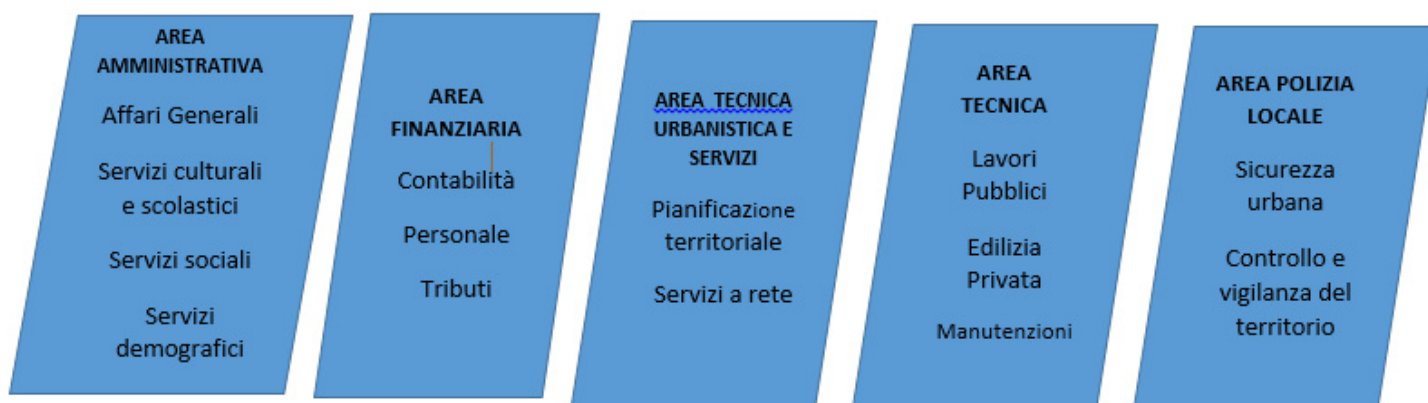 AREA
AMMINISTRATIVA
Affari Generali
Servizi culturali
e scolastici
Servizi sociali
Servizi
demografici
AREA
FINANZIARIA
Contabilità
Personale
Tributi
AREA TECNICA
URBANISTICA E
SERVIZI
Pianificazione
territoriale
Servizi a rete
AREA
TECNICA
Lavori
Pubblici
Edilizia
Privata
Manutenzioni
AREA POLIZIA
LOCALE
Sicurezza
urbana
Controllo e
vigilanza del
territorio